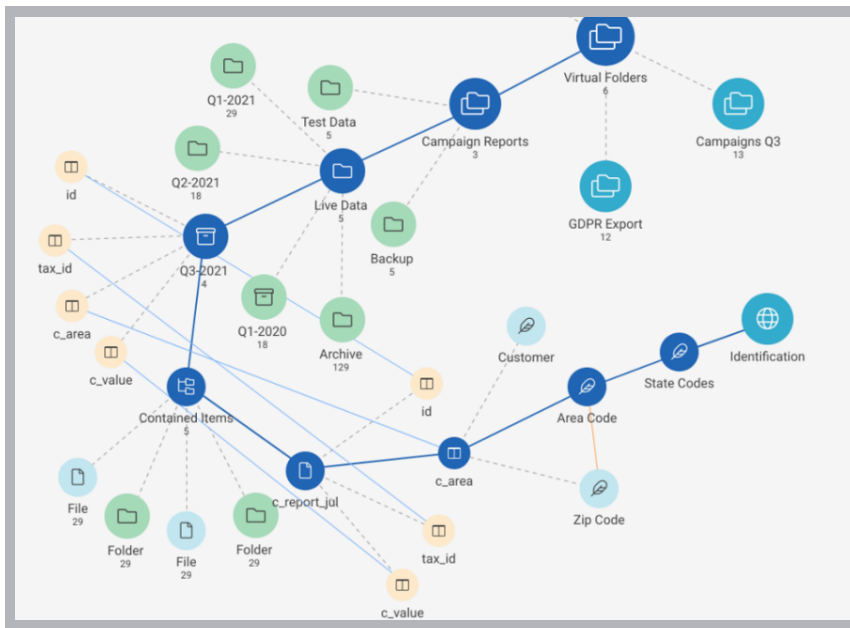 Virtual Folders
6
Q1-2021
29
Test Data
5
Campaign Reports
3
Campaigns Q3
13
Q2-2021
18
id
Live Data
5
GDPR Export
12
Backup
5
tax_id
Q3-2021
4
c_area
Q1-2020
18
Archive
129
Customer
Identification
c_value
State Codes
id
Contained Items
5
Area Code
c_area
c_report_jul
File
29
Zip Code
Folder
29
File
29
Folder
29
tax_id
c_value